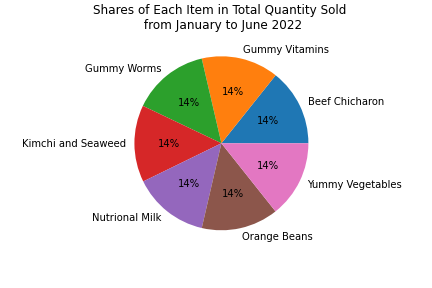 Shares of Each Item in Total Quantity Sold
from January to June 2022
Gummy Vitamins
Gummy Worms
Beef Chicharon
14%
14%
14%
14%
Kimchi and Seaweed
14%
14%
14%
Yummy Vegetables
Nutrional Milk
Orange Beans